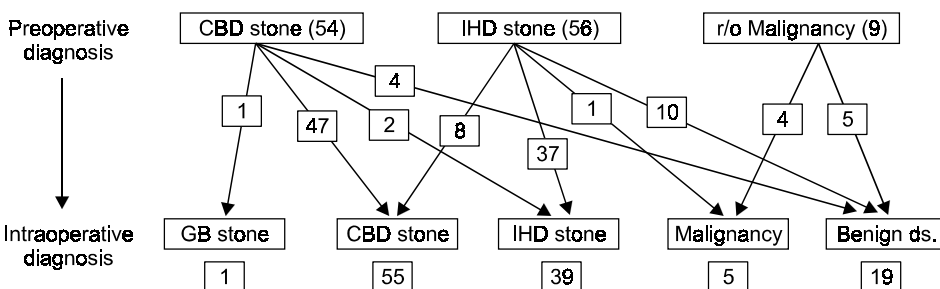 Preoperative diagnosis
CBD stone (54)
IHD stone (56)
r/o Malignancy (9)
4
1
47
2
8
1
10
4
5
37
Intraoperative diagnosis
GB stone
CBD stone
IHD stone
Malignancy
Benign ds.
1
55
39
5
19